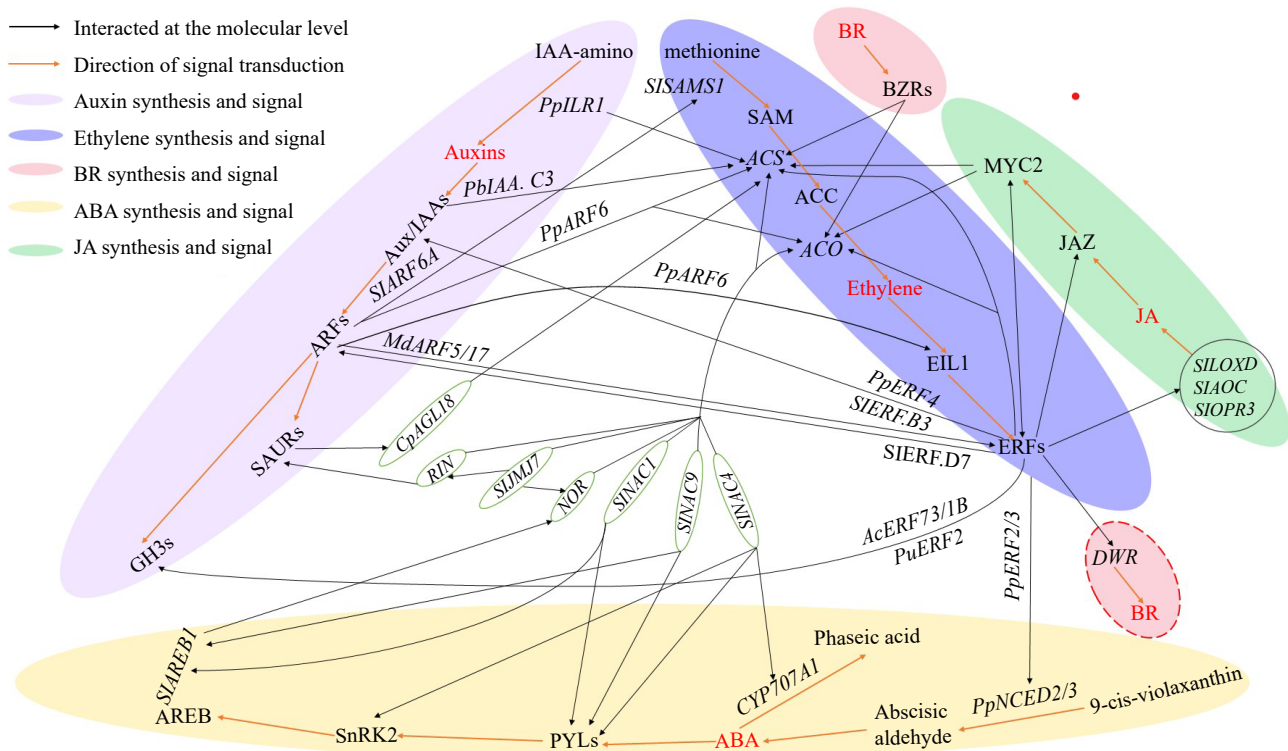 Interacted at the molecular level
Direction of signal transduction
Auxin synthesis and signal
Ethylene synthesis and signal
BR synthesis and signal
ABA synthesis and signal
JA synthesis and signal
IAA-amino
Auxins
Aux/IAAs
ARFs
SAURs
GH3s
PpILR1
PbIAA. C3
SlSAMS1
SlARF6A
PpARF6
PpARF6
MdARF5/17
methionine
SAM
ACS
ACC
ACO
Ethylene
EIL1
ERFs
BR
BZRs
MYC2
JAZ
JA
SlLOXD
SlAOC
SlOPR3
PpERF4
SlERF.B3
SlERF.D7
CpAGL18
RIN
SlJMJ7
NOR
SlNAC1
SlNAC9
SlNAC4
AcERF73/1B
PuERF2
PpERF2/3
DWR
BR
SlAREB1
AREB
SnRK2
PYLs
ABA
CYP707A1
Phaseic acid
Abscisic
aldehyde
PpNCED2/3
9-cis-violaxanthin